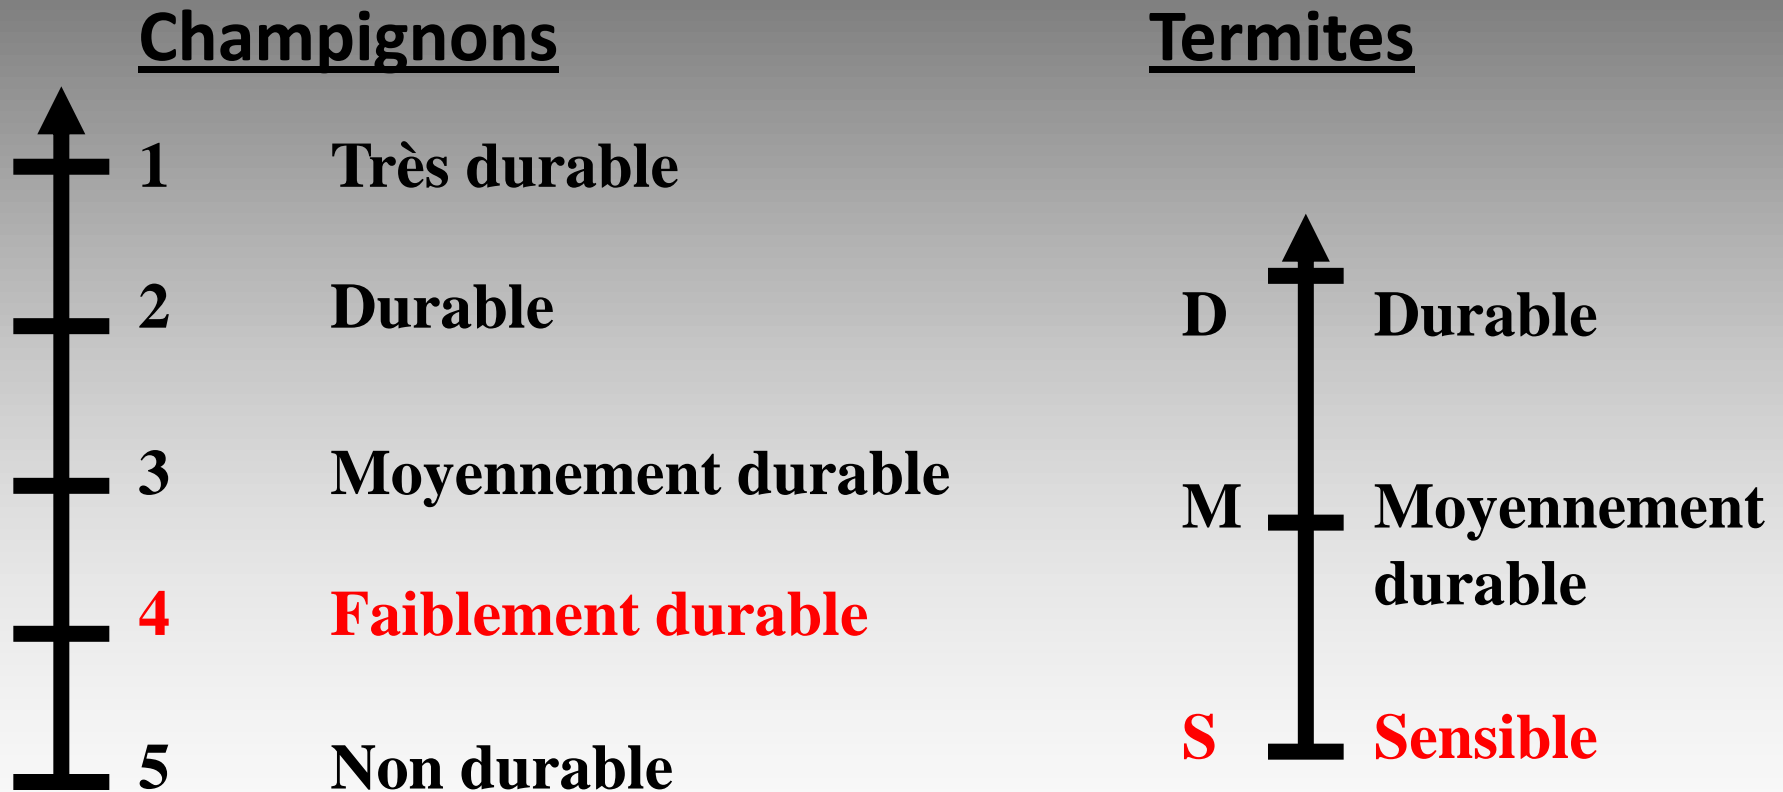 Champignons
1 Très durable
2 Durable
3 Moyennement durable
4 Faiblement durable
5 Non durable
Termites
D Durable
M Moyennement
durable
S Sensible